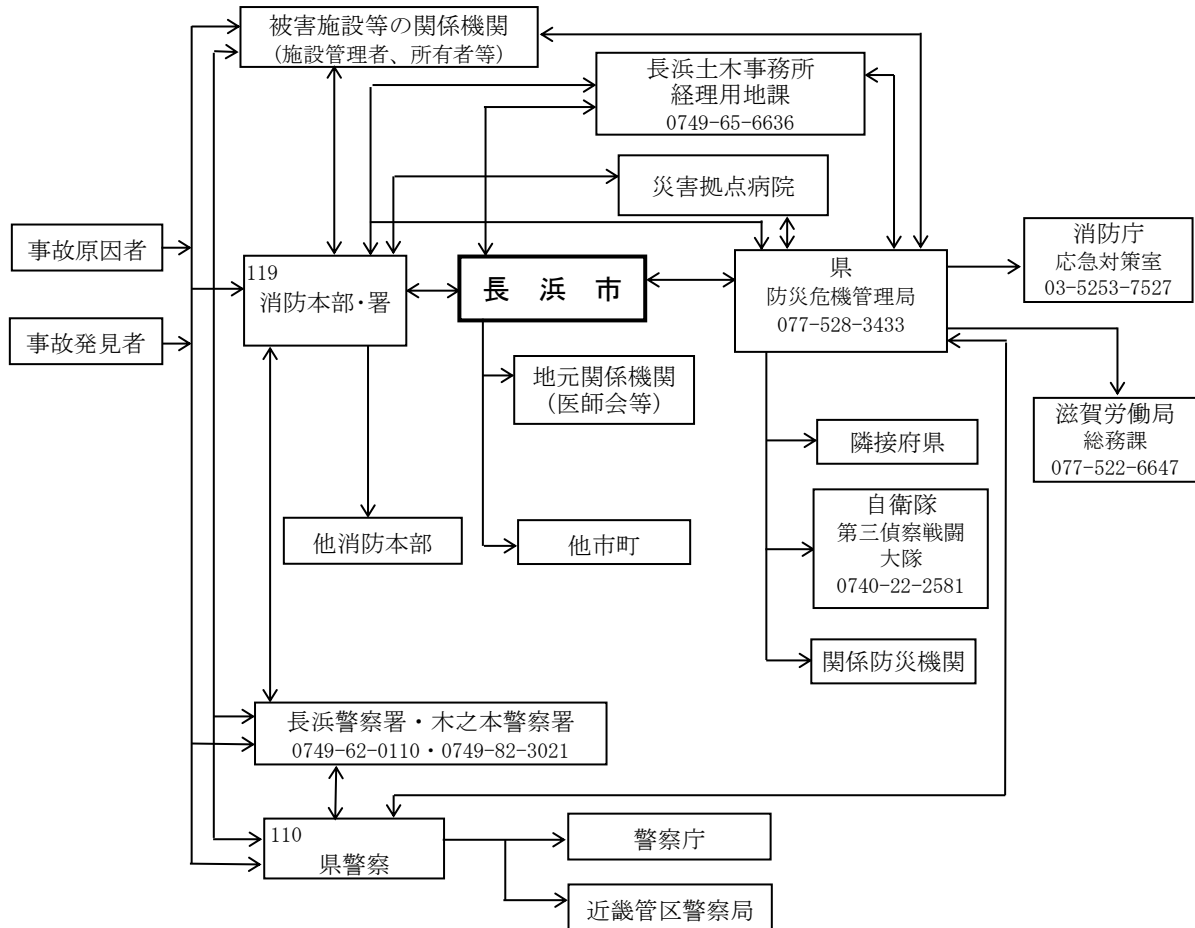 被害施設等の関係機関
(施設管理者、所有者等)
長浜土木事務所
経理用地課
0749-65-6636
災害拠点病院
事故原因者
事故発見者
119
消防本部・署
長 浜 市
県
防災危機管理局
077-528-3433
消防庁
応急対策室
03-5253-7527
地元関係機関
(医師会等)
滋賀労働局
総務課
077-522-6647
隣接府県
他消防本部
他市町
自衛隊
第三偵察戦闘
大隊
0740-22-2581
関係防災機関
長浜警察署・木之本警察署
0749-62-0110・0749-82-3021
110
県警察
警察庁
近畿管区警察局